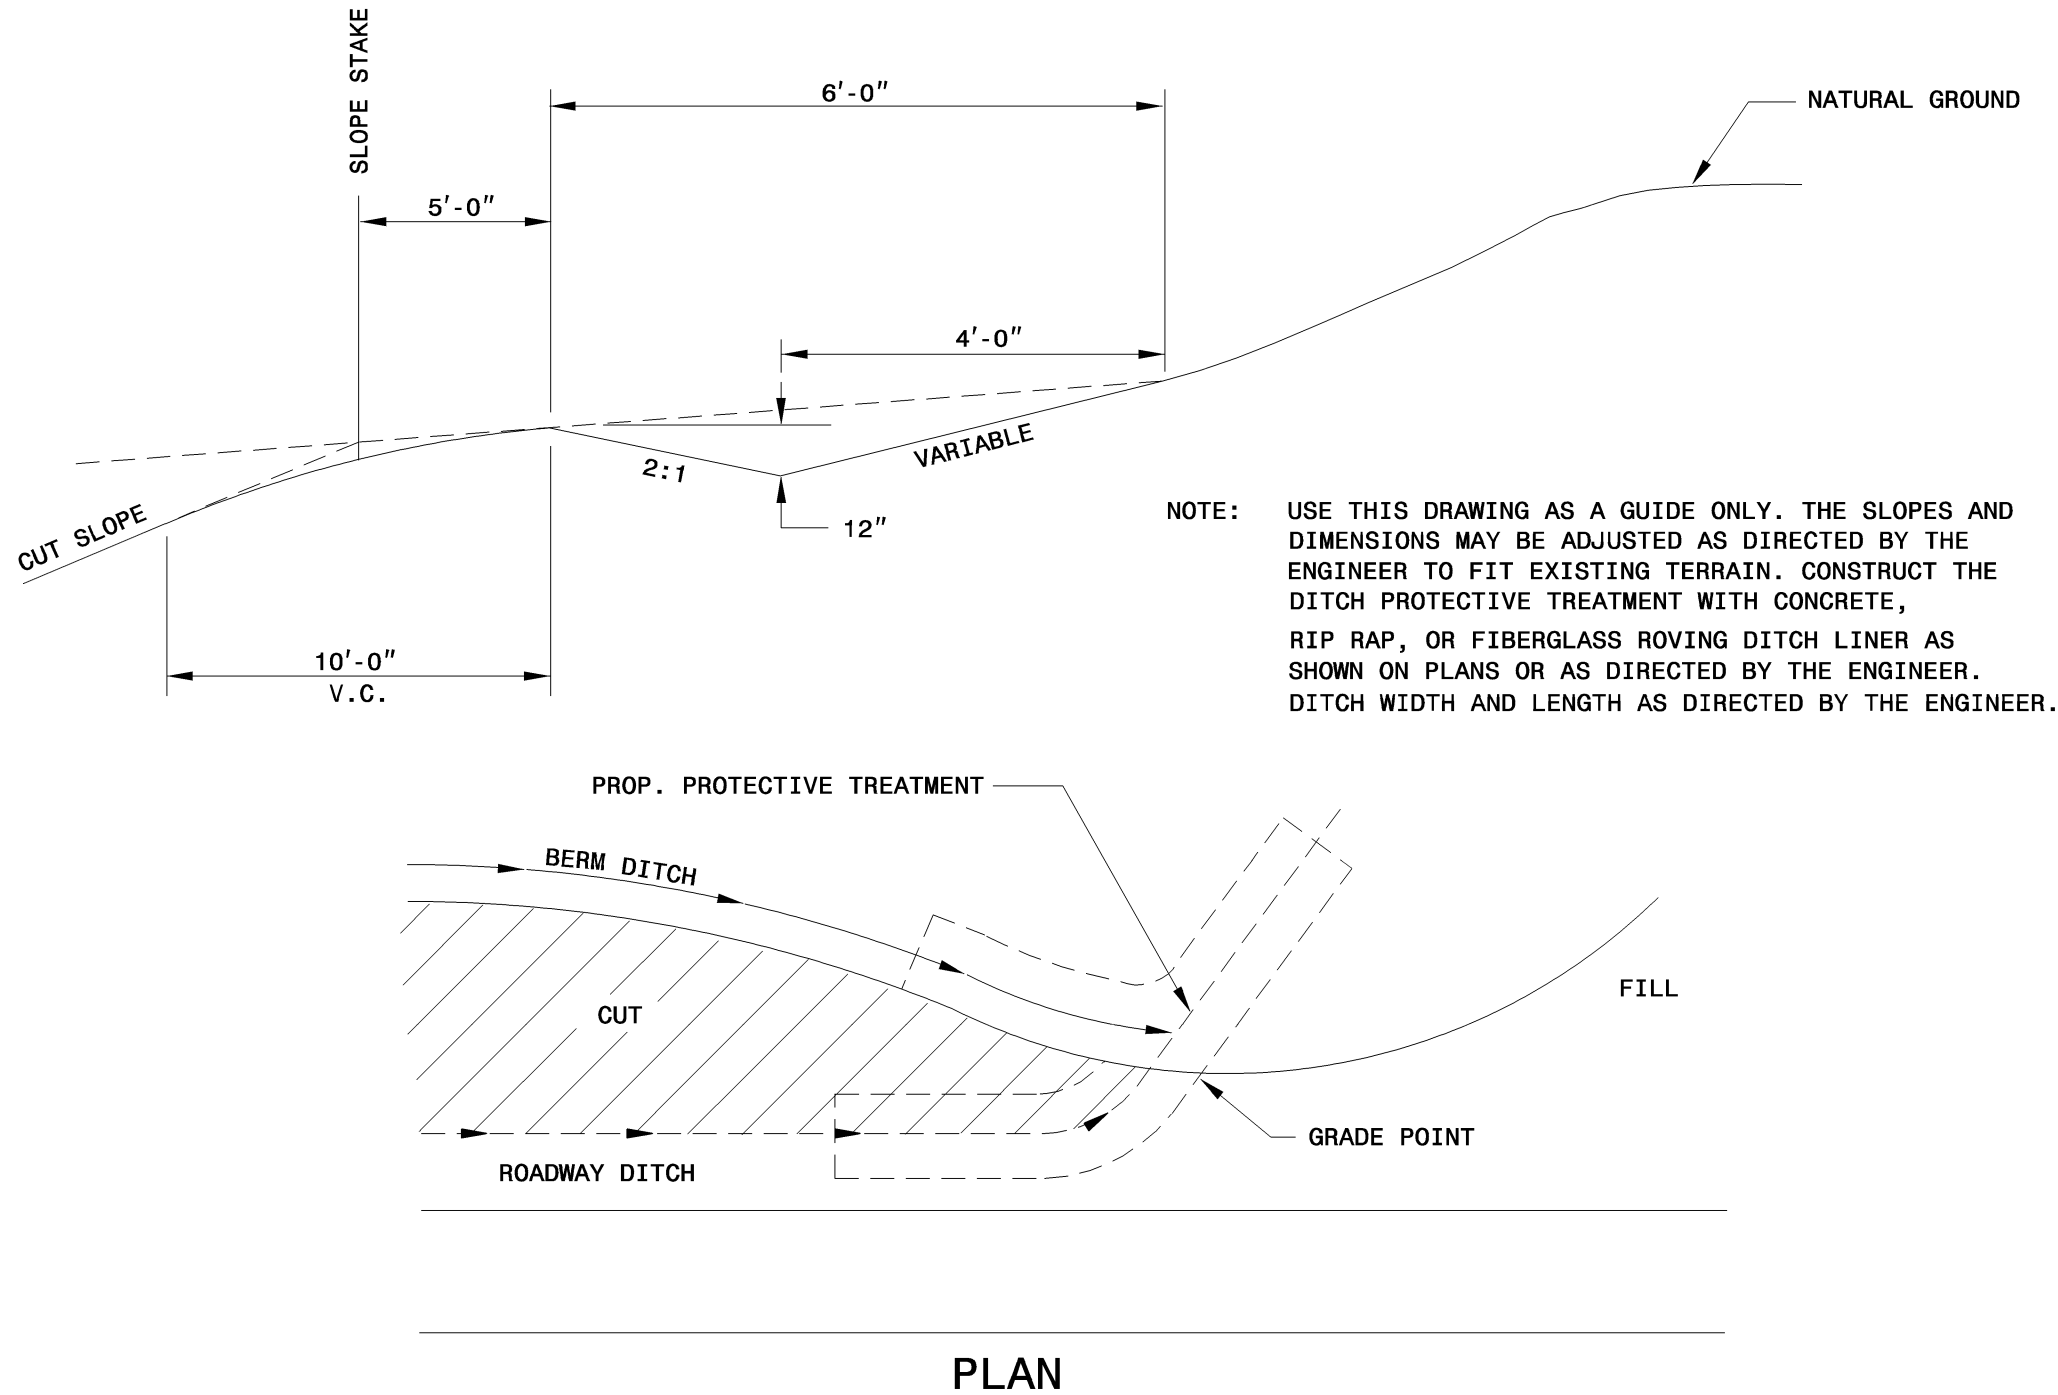 SLOPE STAKE
6'-0"
NATURAL GROUND
5'-0"
4'-0"
VARIABLE
2:1
12"
CUT SLOPE
10'-0"
V.C.
NOTE: USE THIS DRAWING AS A GUIDE ONLY. THE SLOPES AND
DIMENSIONS MAY BE ADJUSTED AS DIRECTED BY THE
ENGINEER TO FIT EXISTING TERRAIN. CONSTRUCT THE
DITCH PROTECTIVE TREATMENT WITH CONCRETE,
RIP RAP, OR FIBERGLASS ROVING DITCH LINER AS
SHOWN ON PLANS OR AS DIRECTED BY THE ENGINEER.
DITCH WIDTH AND LENGTH AS DIRECTED BY THE ENGINEER.
PROP. PROTECTIVE TREATMENT
BERM DITCH
CUT
FILL
GRADE POINT
ROADWAY DITCH
PLAN